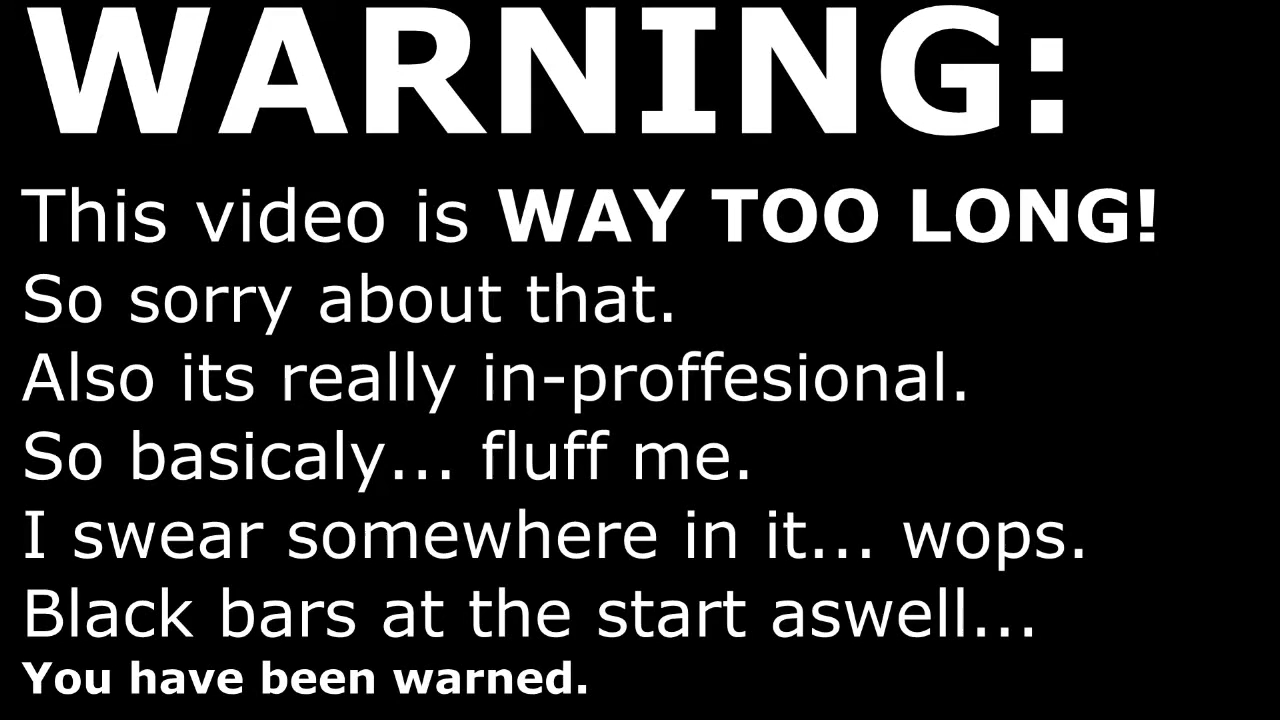 WARNING:
This video is WAY TOO LONG!
So sorry about that.
Also its really in-proffesional.
So basicaly... fluff me.
I swear somewhere in it... wops.
Black bars at the start aswell...
You have been warned.